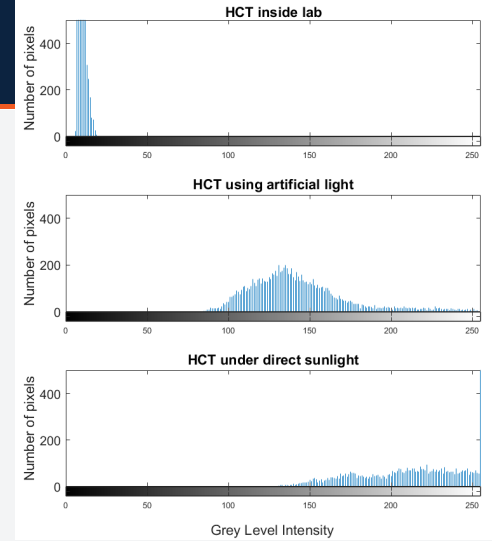 HCT inside lab
Number of pixels
400
200
0
0 50 100 150 200 250
HCT using artificial light
Number of pixels
400
200
0
0 50 100 150 200 250
HCT under direct sunlight
Number of pixels
400
200
0
0 50 100 150 200 250
Grey Level Intensity